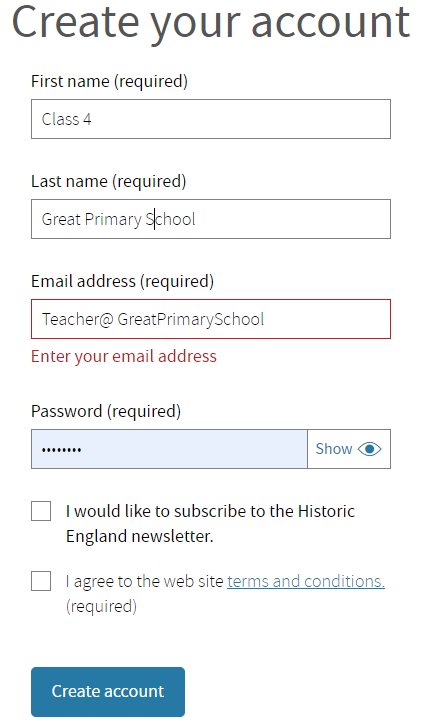 Create your account
First name (required)
Class 4
Last name (required)
Great Primary School
Email address (required)
Teacher@ GreatPrimarySchool
Enter your email address
Password (required)
••••••••
Show
I would like to subscribe to the Historic
England newsletter.
I agree to the web site terms and conditions.
(required)
Create account